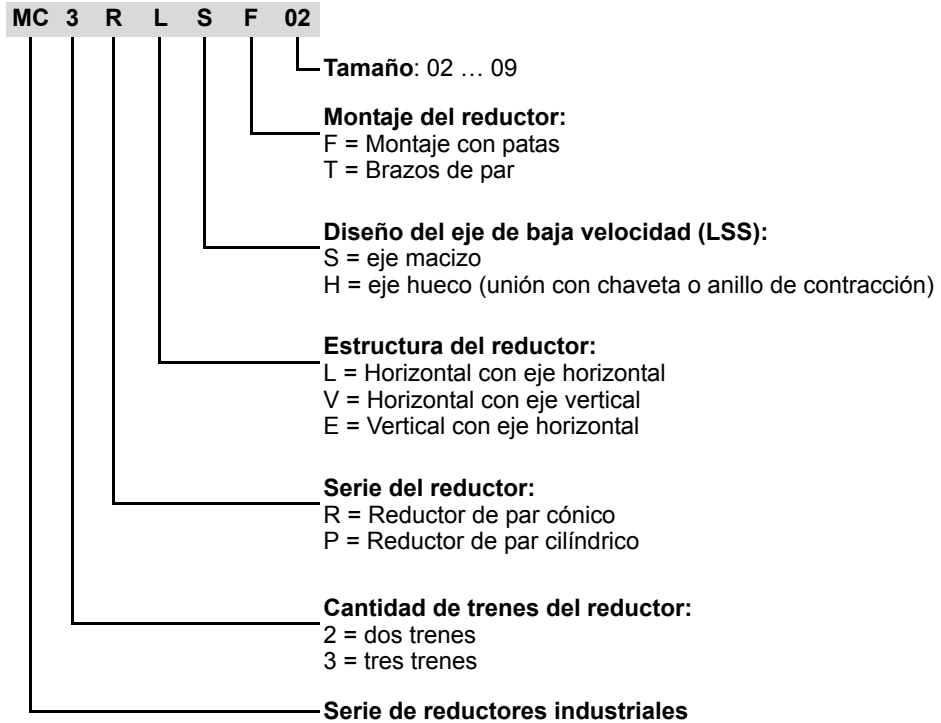 MC 3 R L S F 02
Tamaño: 02 … 09
Montaje del reductor:
F = Montaje con patas
T = Brazos de par
Diseño del eje de baja velocidad (LSS):
S = eje macizo
H = eje hueco (unión con chaveta o anillo de contracción)
Estructura del reductor:
L = Horizontal con eje horizontal
V = Horizontal con eje vertical
E = Vertical con eje horizontal
Serie del reductor:
R = Reductor de par cónico
P = Reductor de par cilíndrico
Cantidad de trenes del reductor:
2 = dos trenes
3 = tres trenes
Serie de reductores industriales